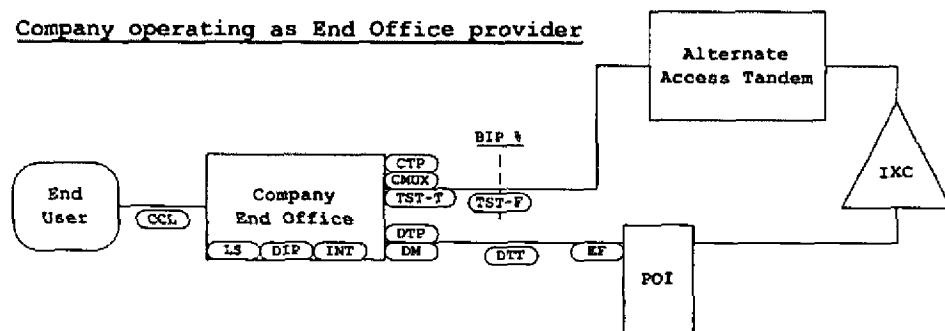 Company operating as End Office provider
Alternate
Access Tandem
BIP %
CTP
CMUX
TST-T
TST-F
IXC
End
User
CCL
Company
End Office
LS
DIP
INT
DTP
DM
DTT
EF
POI